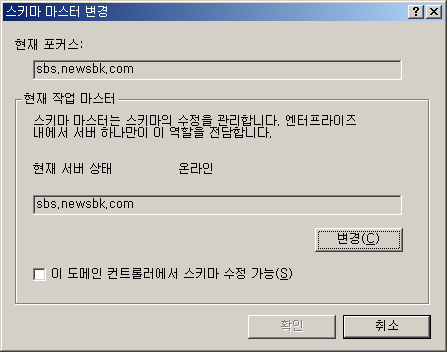 스키마 마스터 변경
현재 포커스:
sbs.newsbk.com
현재 작업 마스터
스키마 마스터는 스키마의 수정을 관리합니다. 엔터프라이즈
내에서 서버 하나만이 이 역할을 전담합니다.
현재 서버 상태 온라인
sbs.newsbk.com
변경(C)
이 도메인 컨트롤러에서 스키마 수정 가능(S)
확인 취소